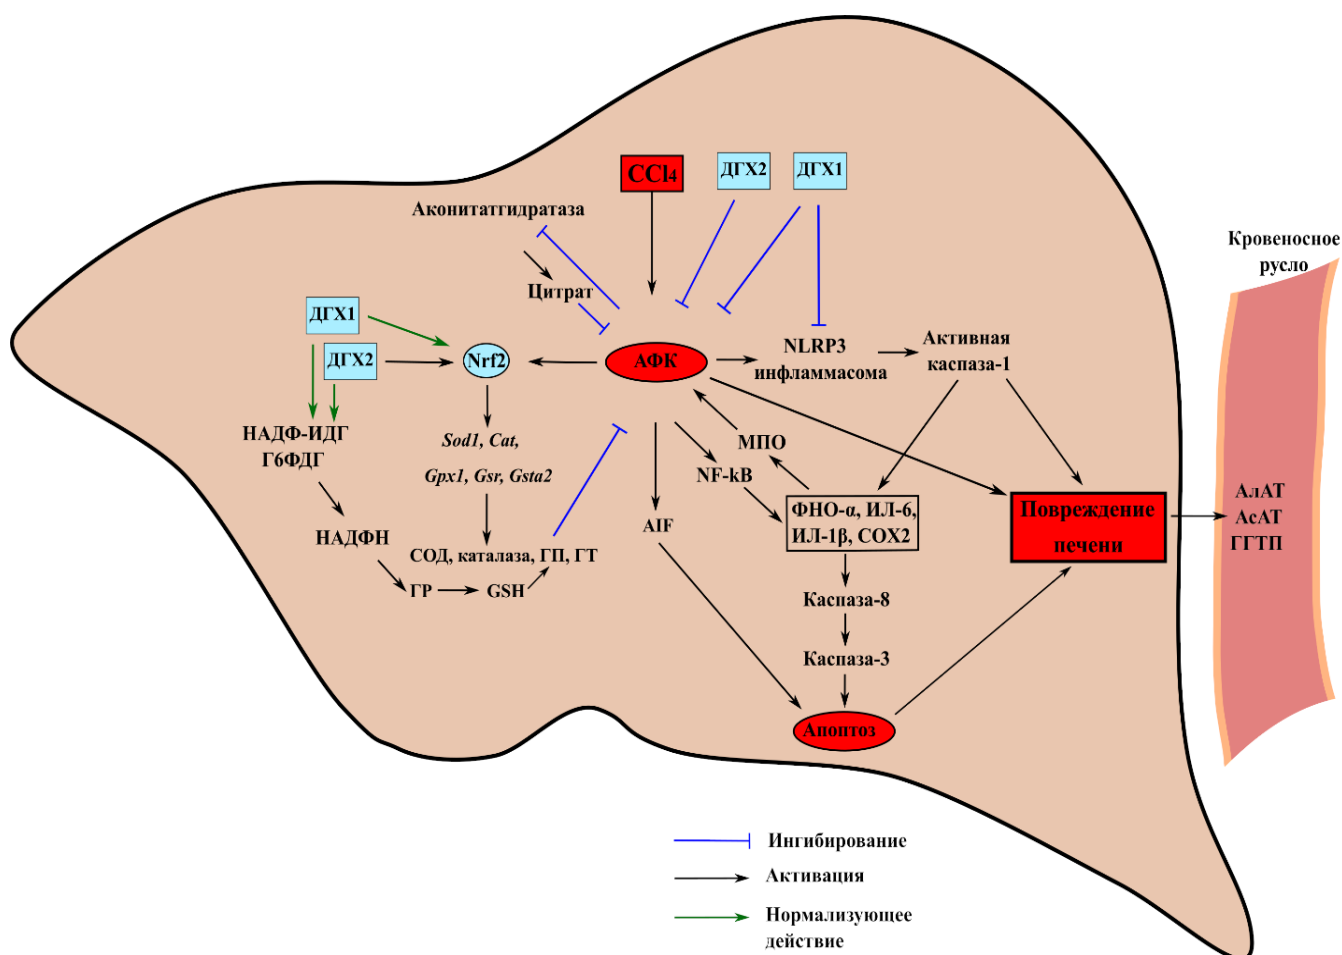 CCl4
ДГХ2
ДГХ1
Аконитатгидратаза
Кровеносное
русло
Цитрат
ДГХ1
ДГХ2
Nrf2
АФК
NLRP3
инфламмасома
Активная
каспаза-1
НАДФ-ИДГ
Г6ФДГ
Sod1, Cat,
Gpx1, Gsr, Gsta2
МПО
NF-kB
AIF
ФНО-α, ИЛ-6,
ИЛ-1β, COX2
Повреждение
печени
АлАТ
АсАТ
ГГТП
НАДФН
СОД, каталаза, ГП, ГТ
ГР
GSH
Каспаза-8
Каспаза-3
Апоптоз
Ингибирование
Активация
Нормализующее
действие